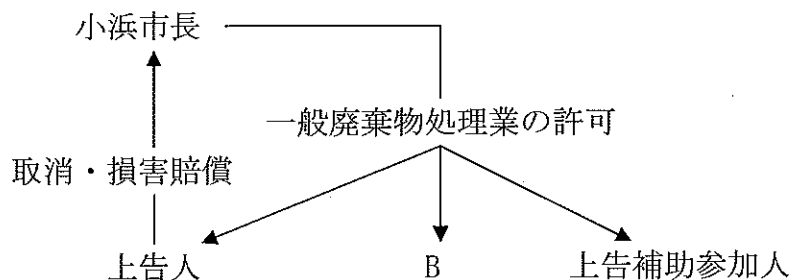 小浜市長
一般廃棄物処理業の許可
取消・損害賠償
上告人
B
上告補助参加人